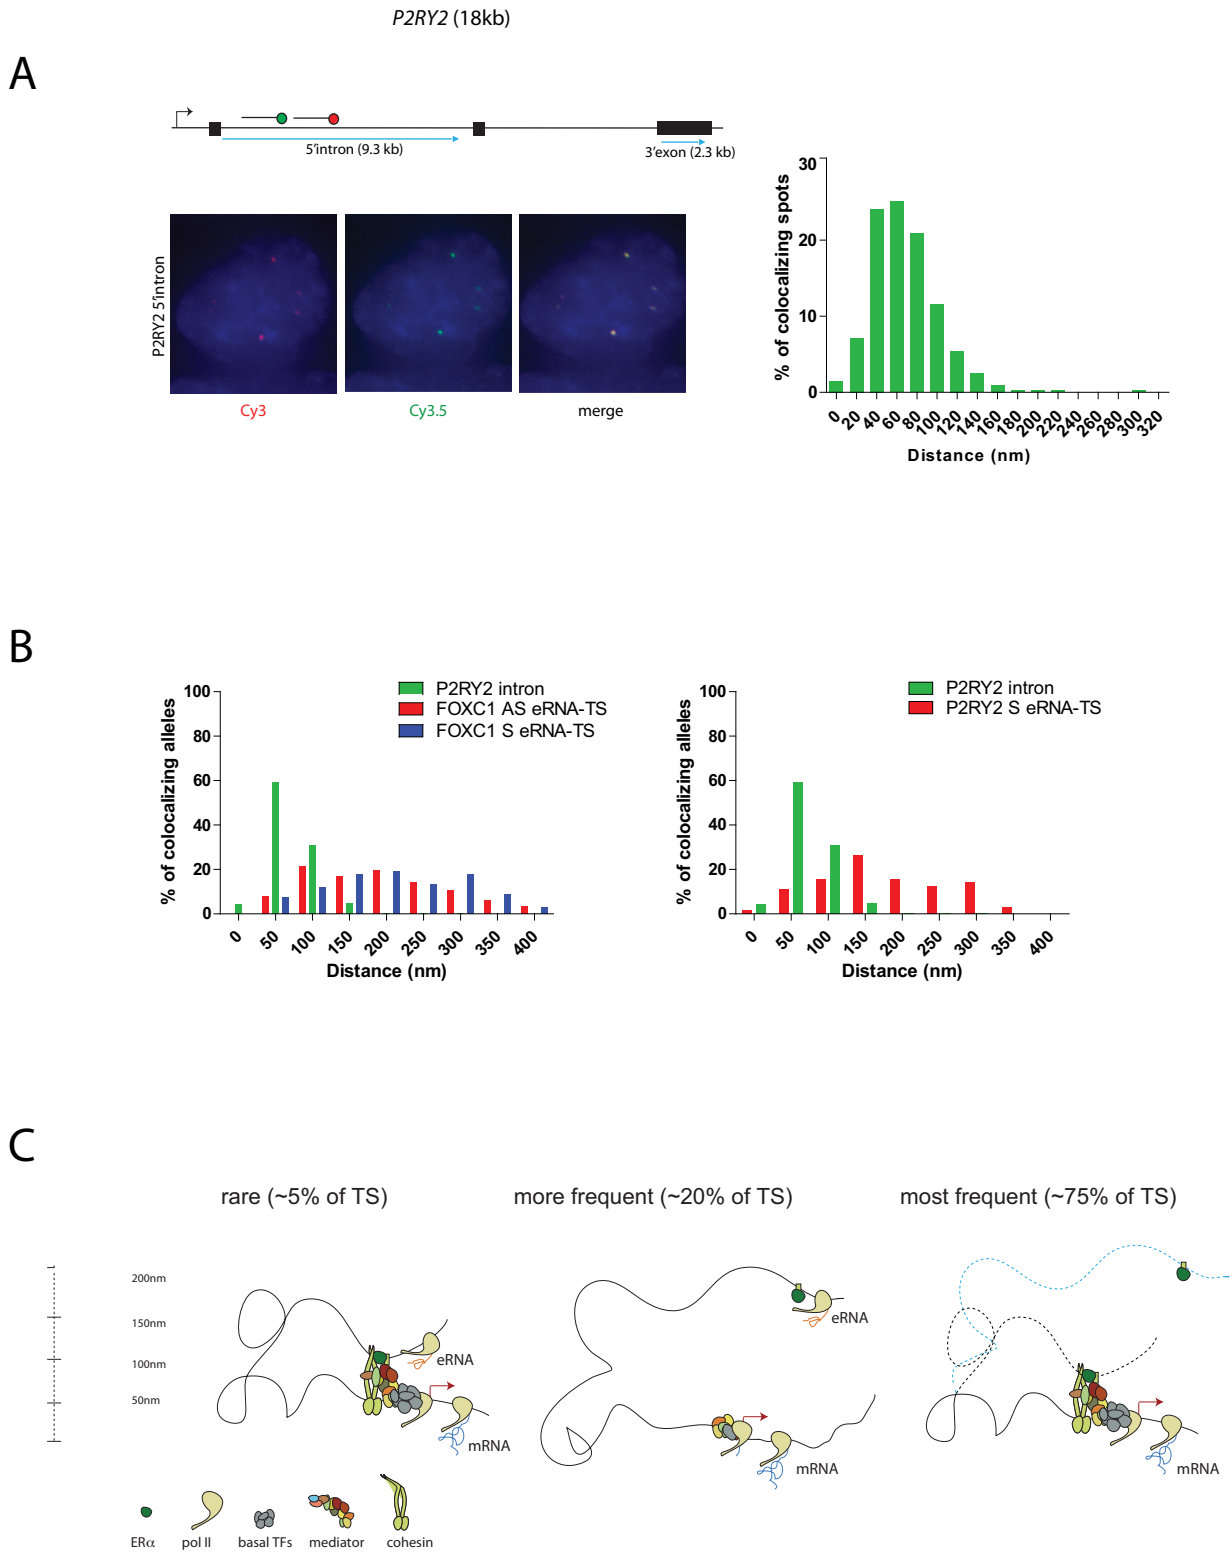 P2RY2 (18kb)
A
5'intron (9.3 kb)
3'exon (2.3 kb)
P2RY2 5'intron
Cy3
Cy3.5
merge
% of colocalizing spots
30
20
10
0
0 20 40 60 80 100 120 140 160 180 200 220 240 260 280 300 320
Distance (nm)
B
% of colocalizing alleles
100
80
60
40
20
0
P2RY2 intron
FOXC1 AS eRNA-TS
FOXC1 S eRNA-TS
0 50 100 150 200 250 300 350 400
Distance (nm)
% of colocalizing alleles
100
80
60
40
20
0
P2RY2 intron
P2RY2 S eRNA-TS
0 50 100 150 200 250 300 350 400
Distance (nm)
C
rare (~5% of TS)
more frequent (~20% of TS)
most frequent (~75% of TS)
200nm
150nm
100nm
50nm
eRNA
mRNA
eRNA
mRNA
mRNA
ERα
pol II
basal TFs
mediator
cohesin